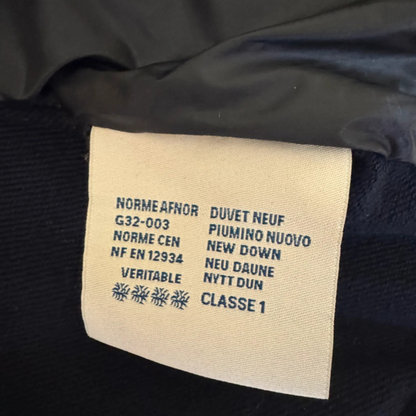 NORME AFNOR
G32-003
NORME CEN
NF EN 12934
VERITABLE
DUVET NEUF
PIUMINO NUOVO
NEW DOWN
NEU DAUNE
NYTT DUN
CLASSE 1